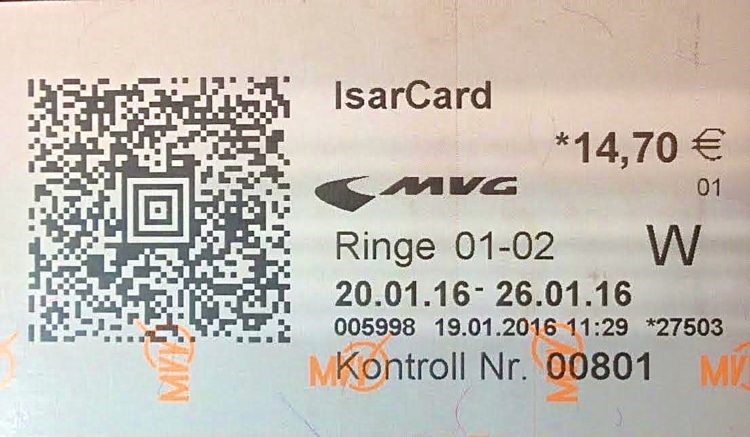 IsarCard
*14,70 €
MVG 01
Ringe 01-02 W
20.01.16- 26.01.16
005998 19.01.2016 11:29 *27503
Kontroll Nr. 00801